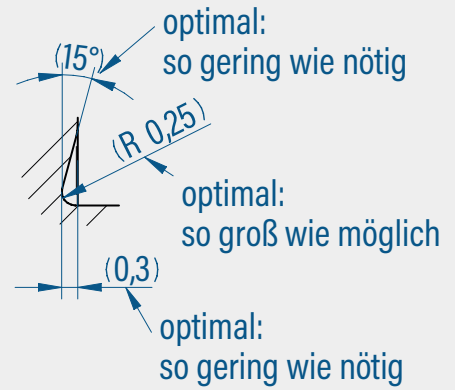 optimal:
so gering wie nötig
(15°)
(R 0,25)
optimal:
so groß wie möglich
(0,3)
optimal:
so gering wie nötig